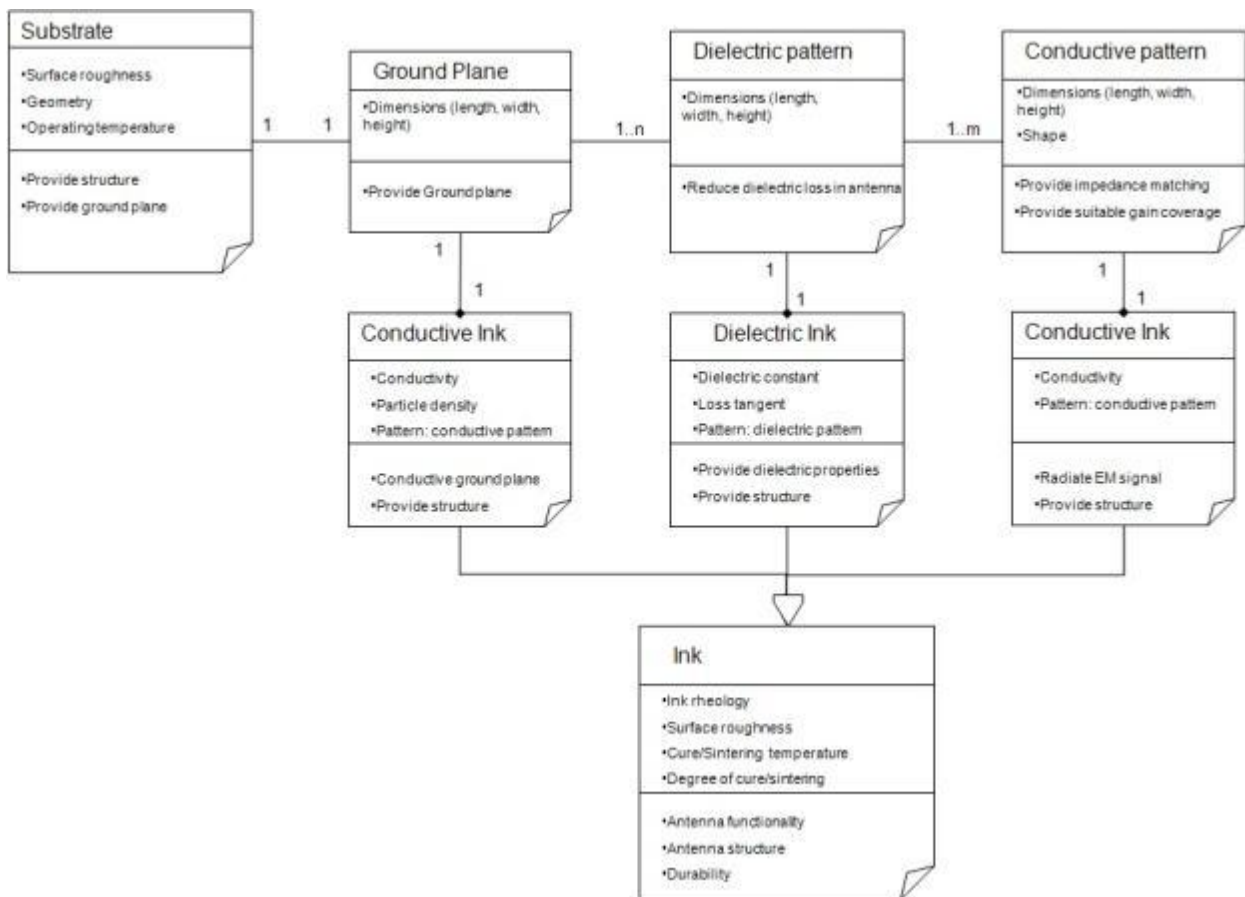 Substrate
•Surface roughness
•Geometry
•Operating temperature
•Provide structure
•Provide ground plane
1
1
Ground Plane
•Dimensions (length, width,
height)
•Provide Ground plane
1..n
Dielectric pattern
•Dimensions (length,
width, height)
•Reduce dielectric loss in antenna
1..m
Conductive pattern
•Dimensions (length, width,
height)
•Shape
•Provide impedance matching
•Provide suitable gain coverage
1
1
1
1
1
1
Conductive Ink
•Conductivity
•Particle density
•Pattern: conductive pattern
•Conductive ground plane
•Provide structure
Dielectric Ink
•Dielectric constant
•Loss tangent
•Pattern: dielectric pattern
•Provide dielectric properties
•Provide structure
Conductive Ink
•Conductivity
•Pattern: conductive pattern
•Radiate EM signal
•Provide structure
Ink
•Ink rheology
•Surface roughness
•Cure/Sintering temperature
•Degree of cure/sintering
•Antenna functionality
•Antenna structure
•Durability